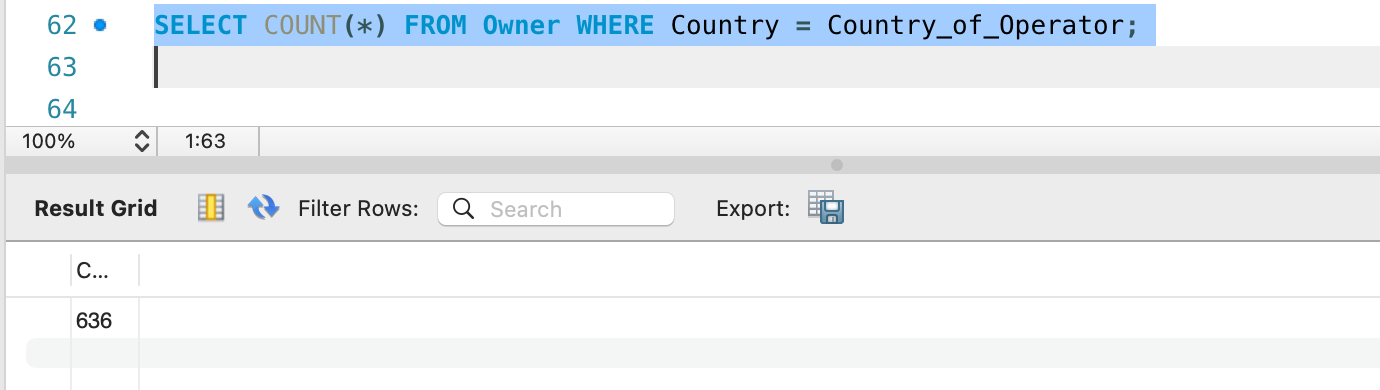 62 SELECT COUNT(*) FROM Owner WHERE Country = Country_of_Operator;
63
64
100% 1:63
Result Grid Filter Rows: Search Export:
C...
636